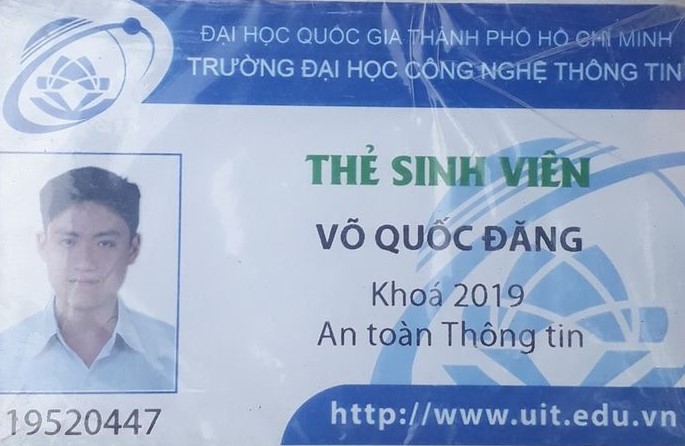 ĐẠI HỌC QUỐC GIA THÀNH PHỐ HỒ CHÍ MINH
TRƯỜNG ĐẠI HỌC CÔNG NGHỆ THÔNG TIN
THẺ SINH VIÊN
VÕ QUỐC ĐĂNG
Khoá 2019
An toàn Thông tin
19520447
http://www.uit.edu.vn